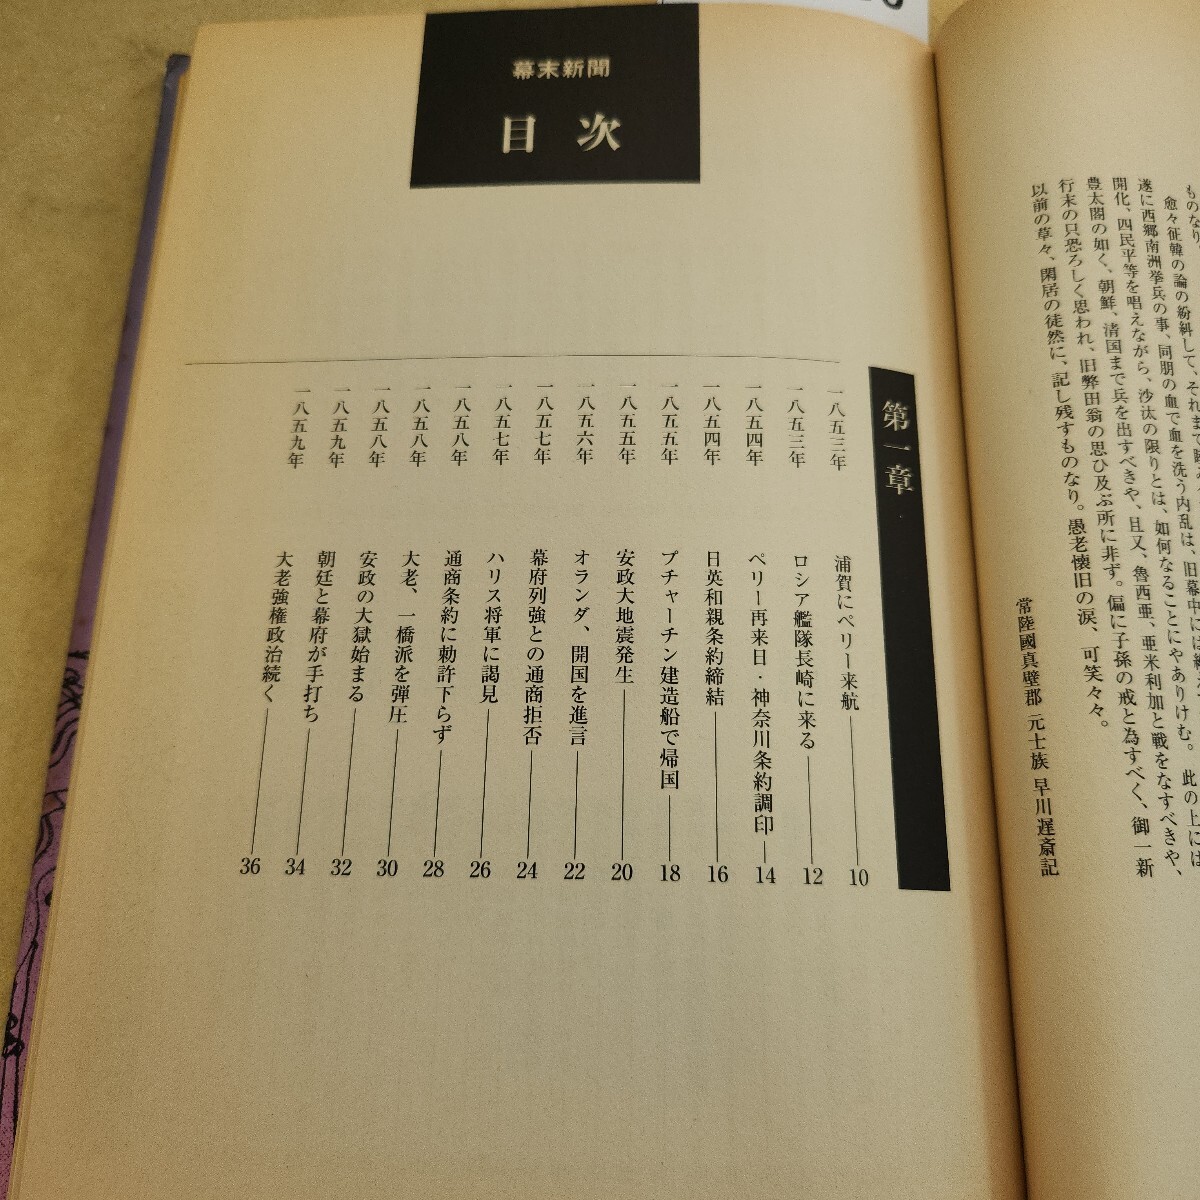 ものなり。
愈々征韓の論の紛糾して、それまで
遂に西郷南洲挙兵の事、同朋の血で血を洗う内乱は、旧幕中には
開化、四民平等を唱えながら、沙汰の限りとは、如何なることにやありけむ。此の上には
豊太閤の如く、朝鮮、清国まで兵を出すべきや、且又、魯西亜、亜米利加と戦をなすべきや、
行末の只恐ろしく思われ、旧弊田翁の思ひ及ぶ所に非ず。偏に子孫の戒と為すべく、御一新
以前の草々、閑居の徒然に、記し残すものなり。愚老懐旧の涙、可笑々々。
常陸國真壁郡 元士族 早川遅斎記
幕末新聞
目次
第一章
一八五三年 浦賀にペリー来航 10
一八五三年 ロシア艦隊長崎に来る 12
一八五四年 ペリー再来日・神奈川条約調印 14
一八五四年 日英和親条約締結 16
一八五五年 プチャーチン建造船で帰国 18
一八五五年 安政大地震発生 20
一八五六年 オランダ、開国を進言 22
一八五七年 幕府列強との通商拒否 24
一八五七年 ハリス将軍に謁見 26
一八五八年 通商条約に勅許下らず 28
一八五八年 大老、一橋派を弾圧 30
一八五八年 安政の大獄始まる 32
一八五九年 朝廷と幕府が手打ち 34
一八五九年 大老強権政治続く 36